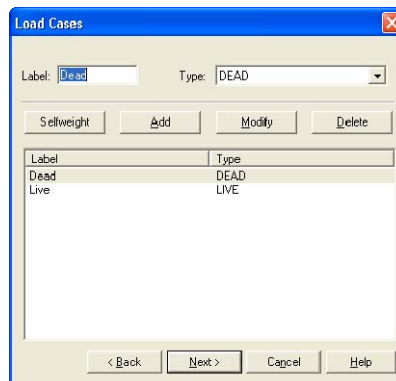 Load Cases
Label: Dead Type: DEAD
Selfweight Add Modify Delete
Label Type
Dead DEAD
Live LIVE
< Back Next > Cancel Help